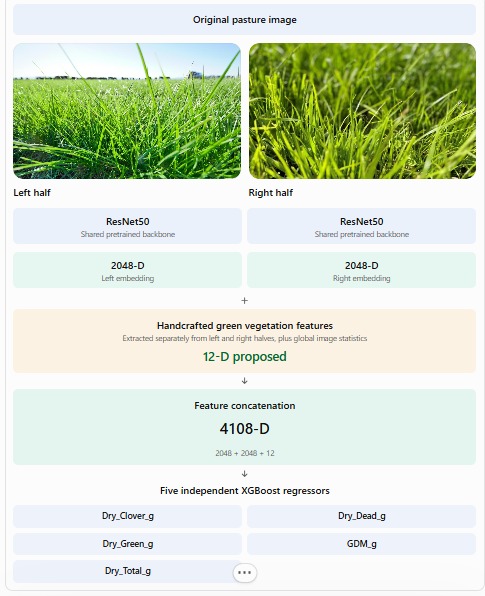 Original pasture image
Left half
Right half
ResNet50
Shared pretrained backbone
ResNet50
Shared pretrained backbone
2048-D
Left embedding
2048-D
Right embedding
+
Handcrafted green vegetation features
Extracted separately from left and right halves, plus global image statistics
12-D proposed
↓
Feature concatenation
4108-D
2048 + 2048 + 12
↓
Five independent XGBoost regressors
Dry_Clover_g
Dry_Dead_g
Dry_Green_g
GDM_g
Dry_Total_g